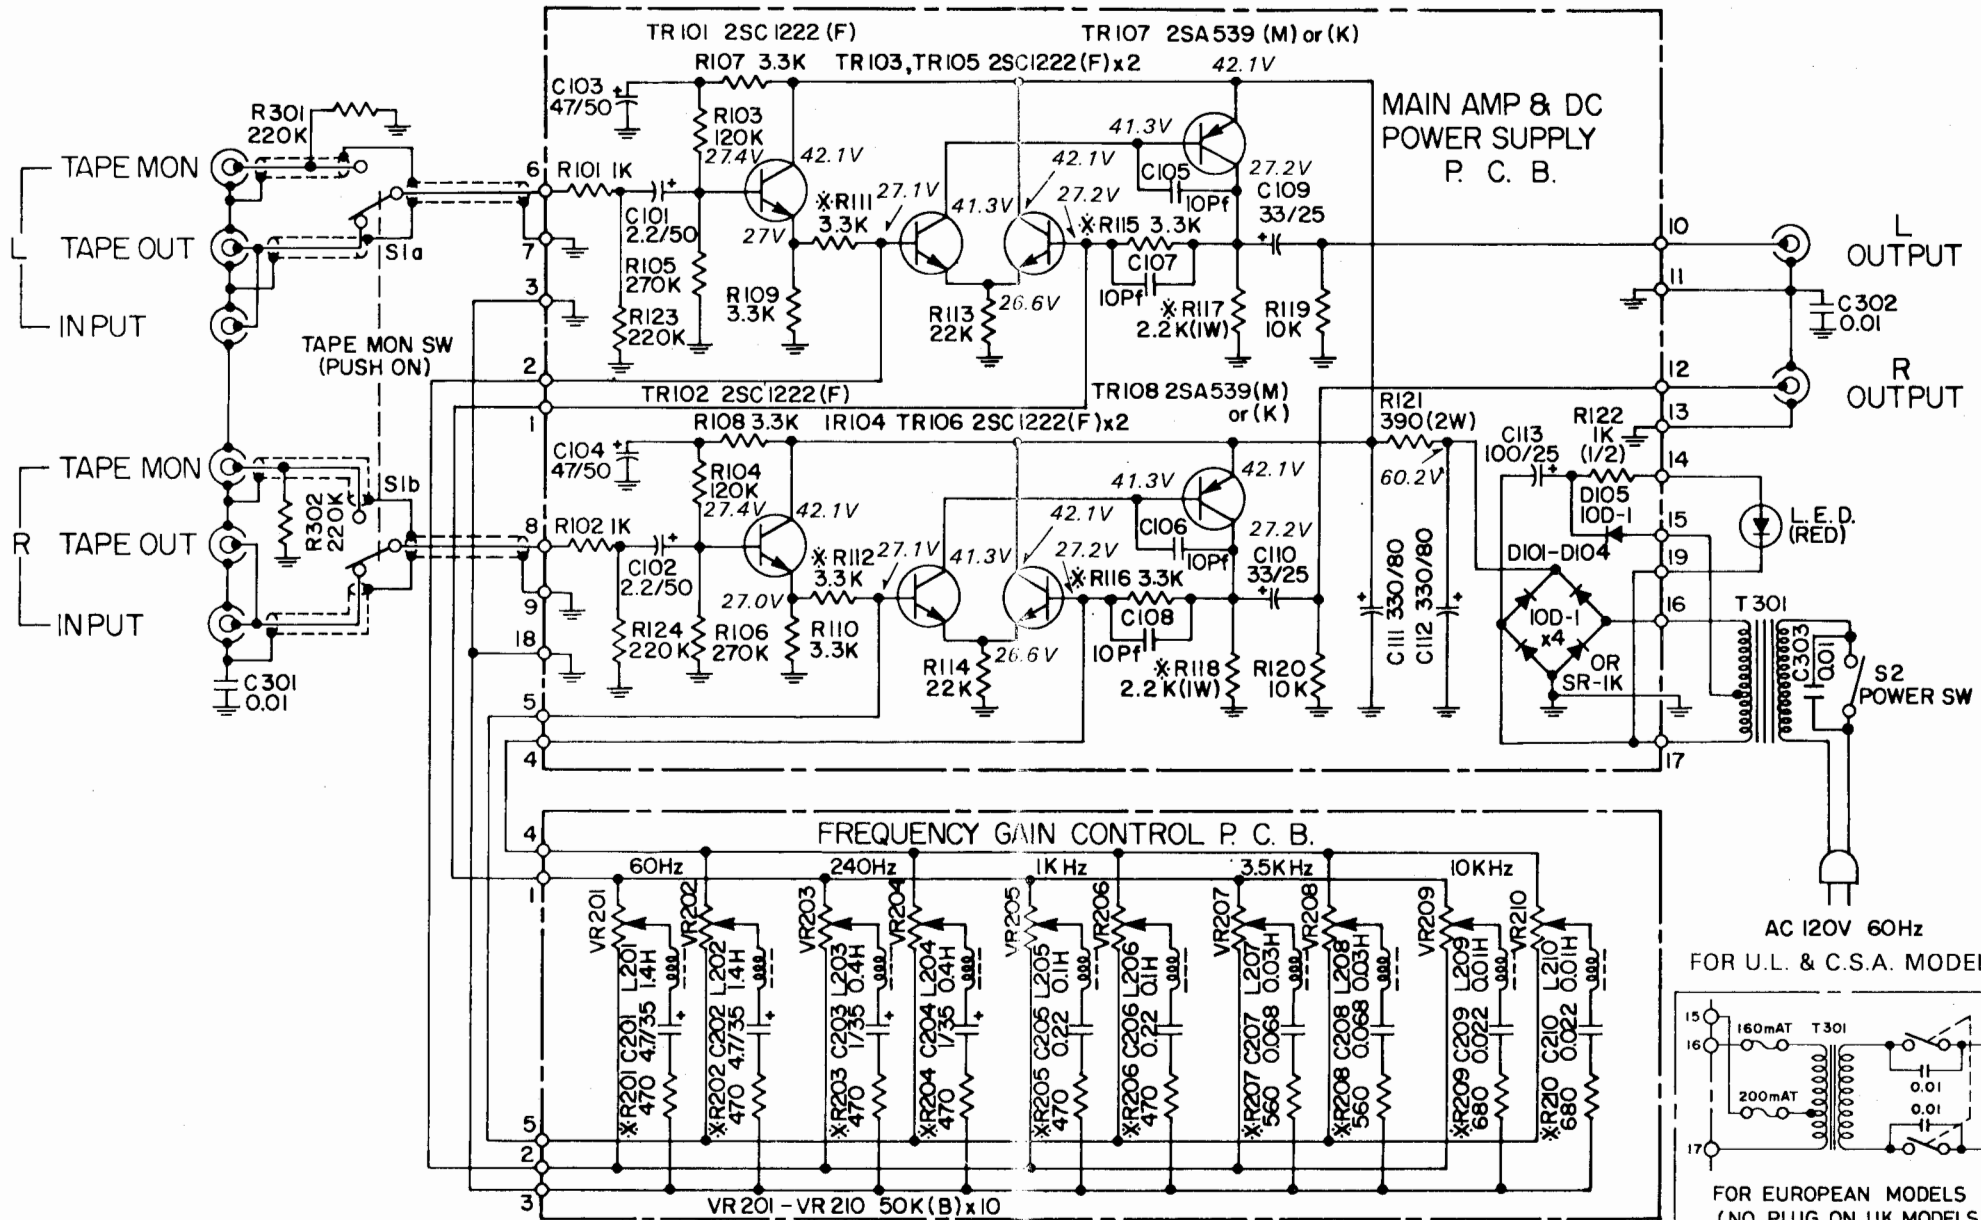 TR101 2SC1222 (F)
TR107 2SA539 (M) or (K)
R107 3.3K
TR103, TR105 2SC1222 (F) x 2
42.1V
C103
47/50
R103
120K
27.4V
42.1V
R301
220K
TAPE MON
L
TAPE OUT
INPUT
S1a
TAPE MON SW
(PUSH ON)
6
7
3
2
1
R101 1K
C101
2.2/50
R105
270K
R123
220K
27V
R109
3.3K
※R111
3.3K
27.1V
41.3V
R113
22K
26.6V
41.3V
42.1V
27.2V
C105
10Pf
※R115 3.3K
C107
10Pf
27.2V
C109
33/25
※R117
2.2K(1W)
R119
10K
MAIN AMP & DC
POWER SUPPLY
P. C. B.
10
11
12
13
L
OUTPUT
C302
0.01
R
OUTPUT
TR102 2SC1222 (F)
TR108 2SA539 (M)
or (K)
R108 3.3K
TR104 TR106 2SC1222 (F) x 2
C104
47/50
R104
120K
27.4V
42.1V
TAPE MON
R
TAPE OUT
INPUT
S1b
R302
220K
C301
0.01
8
9
18
5
4
R102 1K
C102
2.2/50
R124
220K
R106
270K
27.0V
R110
3.3K
※R112
3.3K
27.1V
41.3V
R114
22K
26.6V
41.3V
42.1V
27.2V
C106
10Pf
※R116 3.3K
C108
10Pf
42.1V
27.2V
C110
33/25
※R118
2.2K(1W)
R120
10K
R121
390 (2W)
60.2V
C111 330/80
C112 330/80
C113
100/25
R122
1K
(1/2)
D105
10D-1
D101-D104
10D-1
x4
OR
SR-1K
14
15
19
16
17
L.E.D.
(RED)
T301
C303
0.01
S2
POWER SW
AC 120V 60Hz
FOR U.L. & C.S.A. MODEL
FREQUENCY GAIN CONTROL P. C. B.
4
1
5
2
3
60Hz
240Hz
1KHz
3.5KHz
10KHz
VR201
VR202
VR203
VR204
VR205
VR206
VR207
VR208
VR209
VR210
※R201 C201 L201
470 4.7/35 1.4H
※R202 C202 L202
470 4.7/35 1.4H
※R203 C203 L203
470 1/35 0.4H
※R204 C204 L204
470 1/35 0.4H
※R205 C205 L205
470 0.22 0.1H
※R206 C206 L206
470 0.22 0.1H
※R207 C207 L207
560 0.068 0.03H
※R208 C208 L208
560 0.068 0.03H
※R209 C209 L209
680 0.022 0.01H
※R210 C210 L210
680 0.022 0.01H
VR201-VR210 50K(B) x 10
15
16
17
160mAT
200mAT
T301
0.01
0.01
FOR EUROPEAN MODELS
(NO PLUG ON UK MODELS